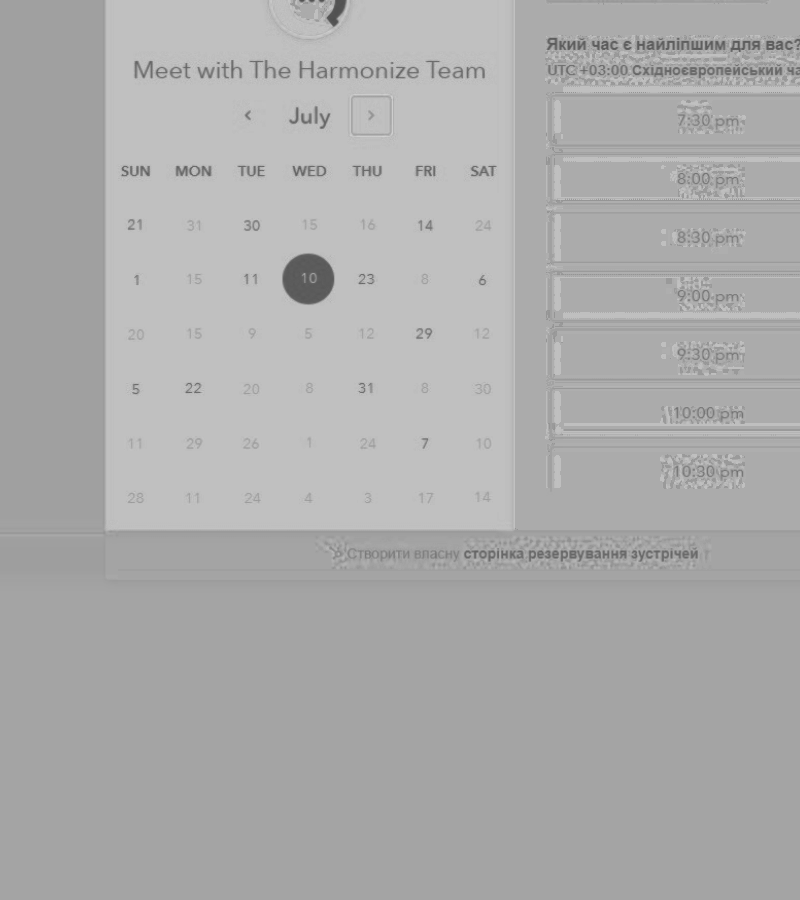 Meet with The Harmonize Team
July
SUN MON TUE WED THU FRI SAT
21 31 30 15 16 14 24
1 15 11 10 23 8 6
20 15 9 5 12 29 12
5 22 20 8 31 8 30
11 29 26 1 24 7 10
28 11 24 4 3 17 14
Який час є найліпшим для вас?
UTC +03:00 Східноєвропейський
7:30 pm
8:00 pm
8:30 pm
9:00 pm
9:30 pm
10:00 pm
10:30 pm
Створити власну сторінка резервування зустрічей